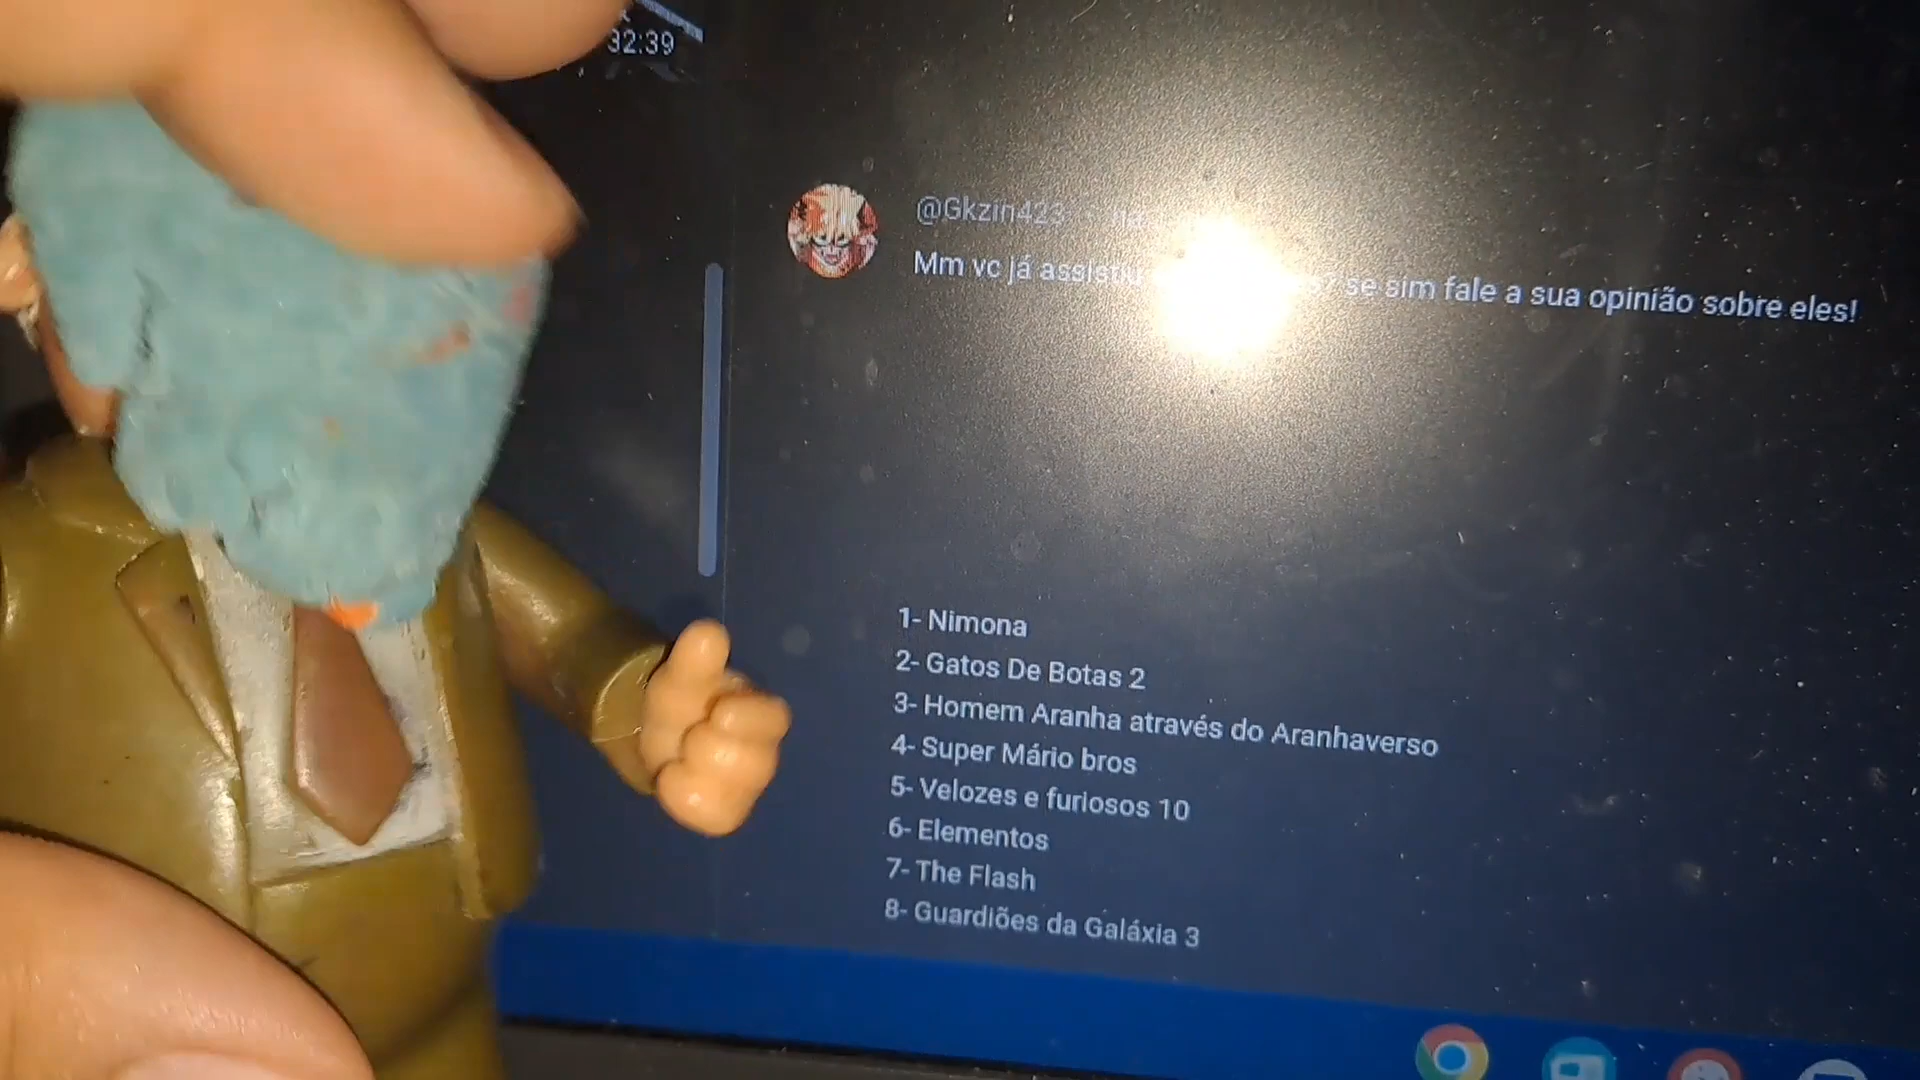 32:39
@Gkzin423
Mm vc já assistiu se sim fale a sua opinião sobre eles!
1- Nimona
2- Gatos De Botas 2
3- Homem Aranha através do Aranhaverso
4- Super Mário bros
5- Velozes e furiosos 10
6- Elementos
7- The Flash
8- Guardiões da Galáxia 3